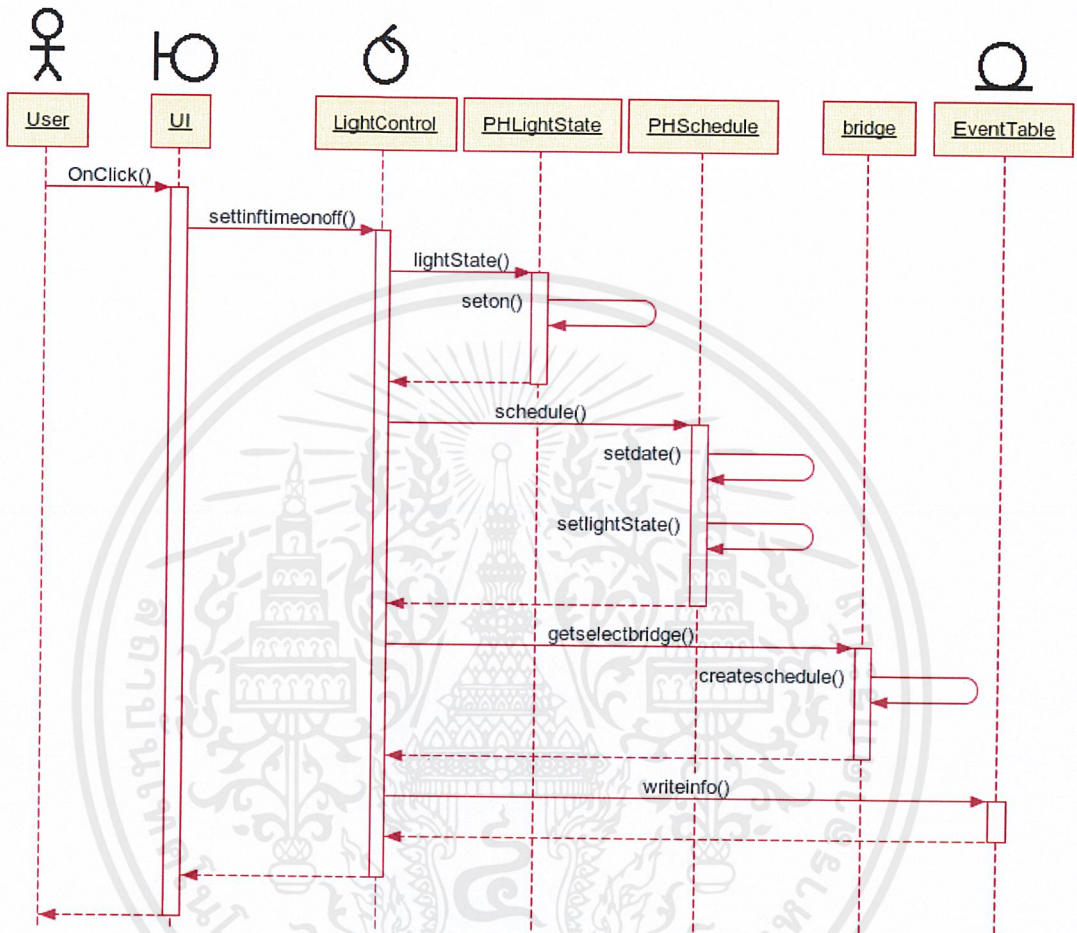 User
UI
LightControl
PHLightState
PHSchedule
bridge
EventTable
OnClick()
settinftimeonoff()
lightState()
seton()
schedule()
setdate()
setlightState()
getselectbridge()
createschedule()
writeinfo()